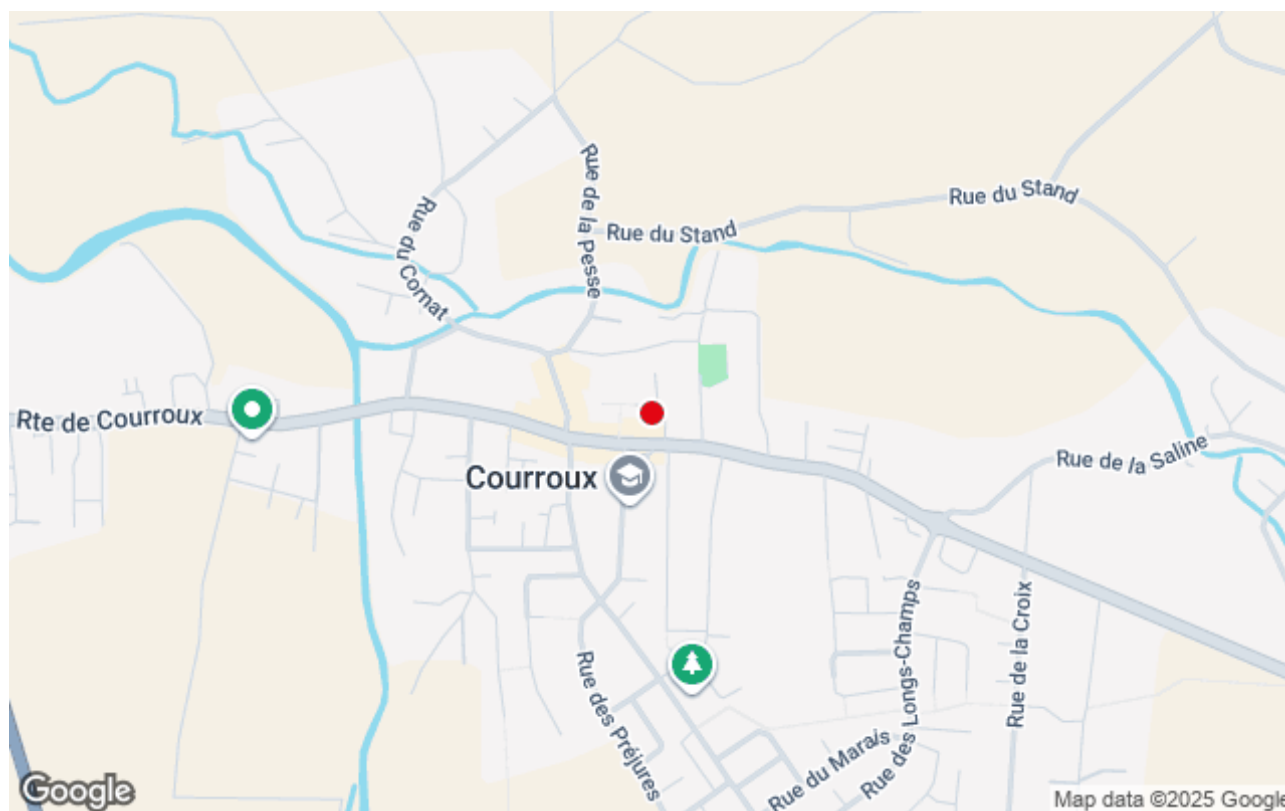 Rue de la Pesse
Rue du Stand
Rue du Stand
Rue du Cornat
Rte de Courroux
Courroux
Rue de la Saline
Rue des Longs-Champs
Rue de la Croix
Rue des Préjures
Rue du Marais
Google
Map data ©2025 Google